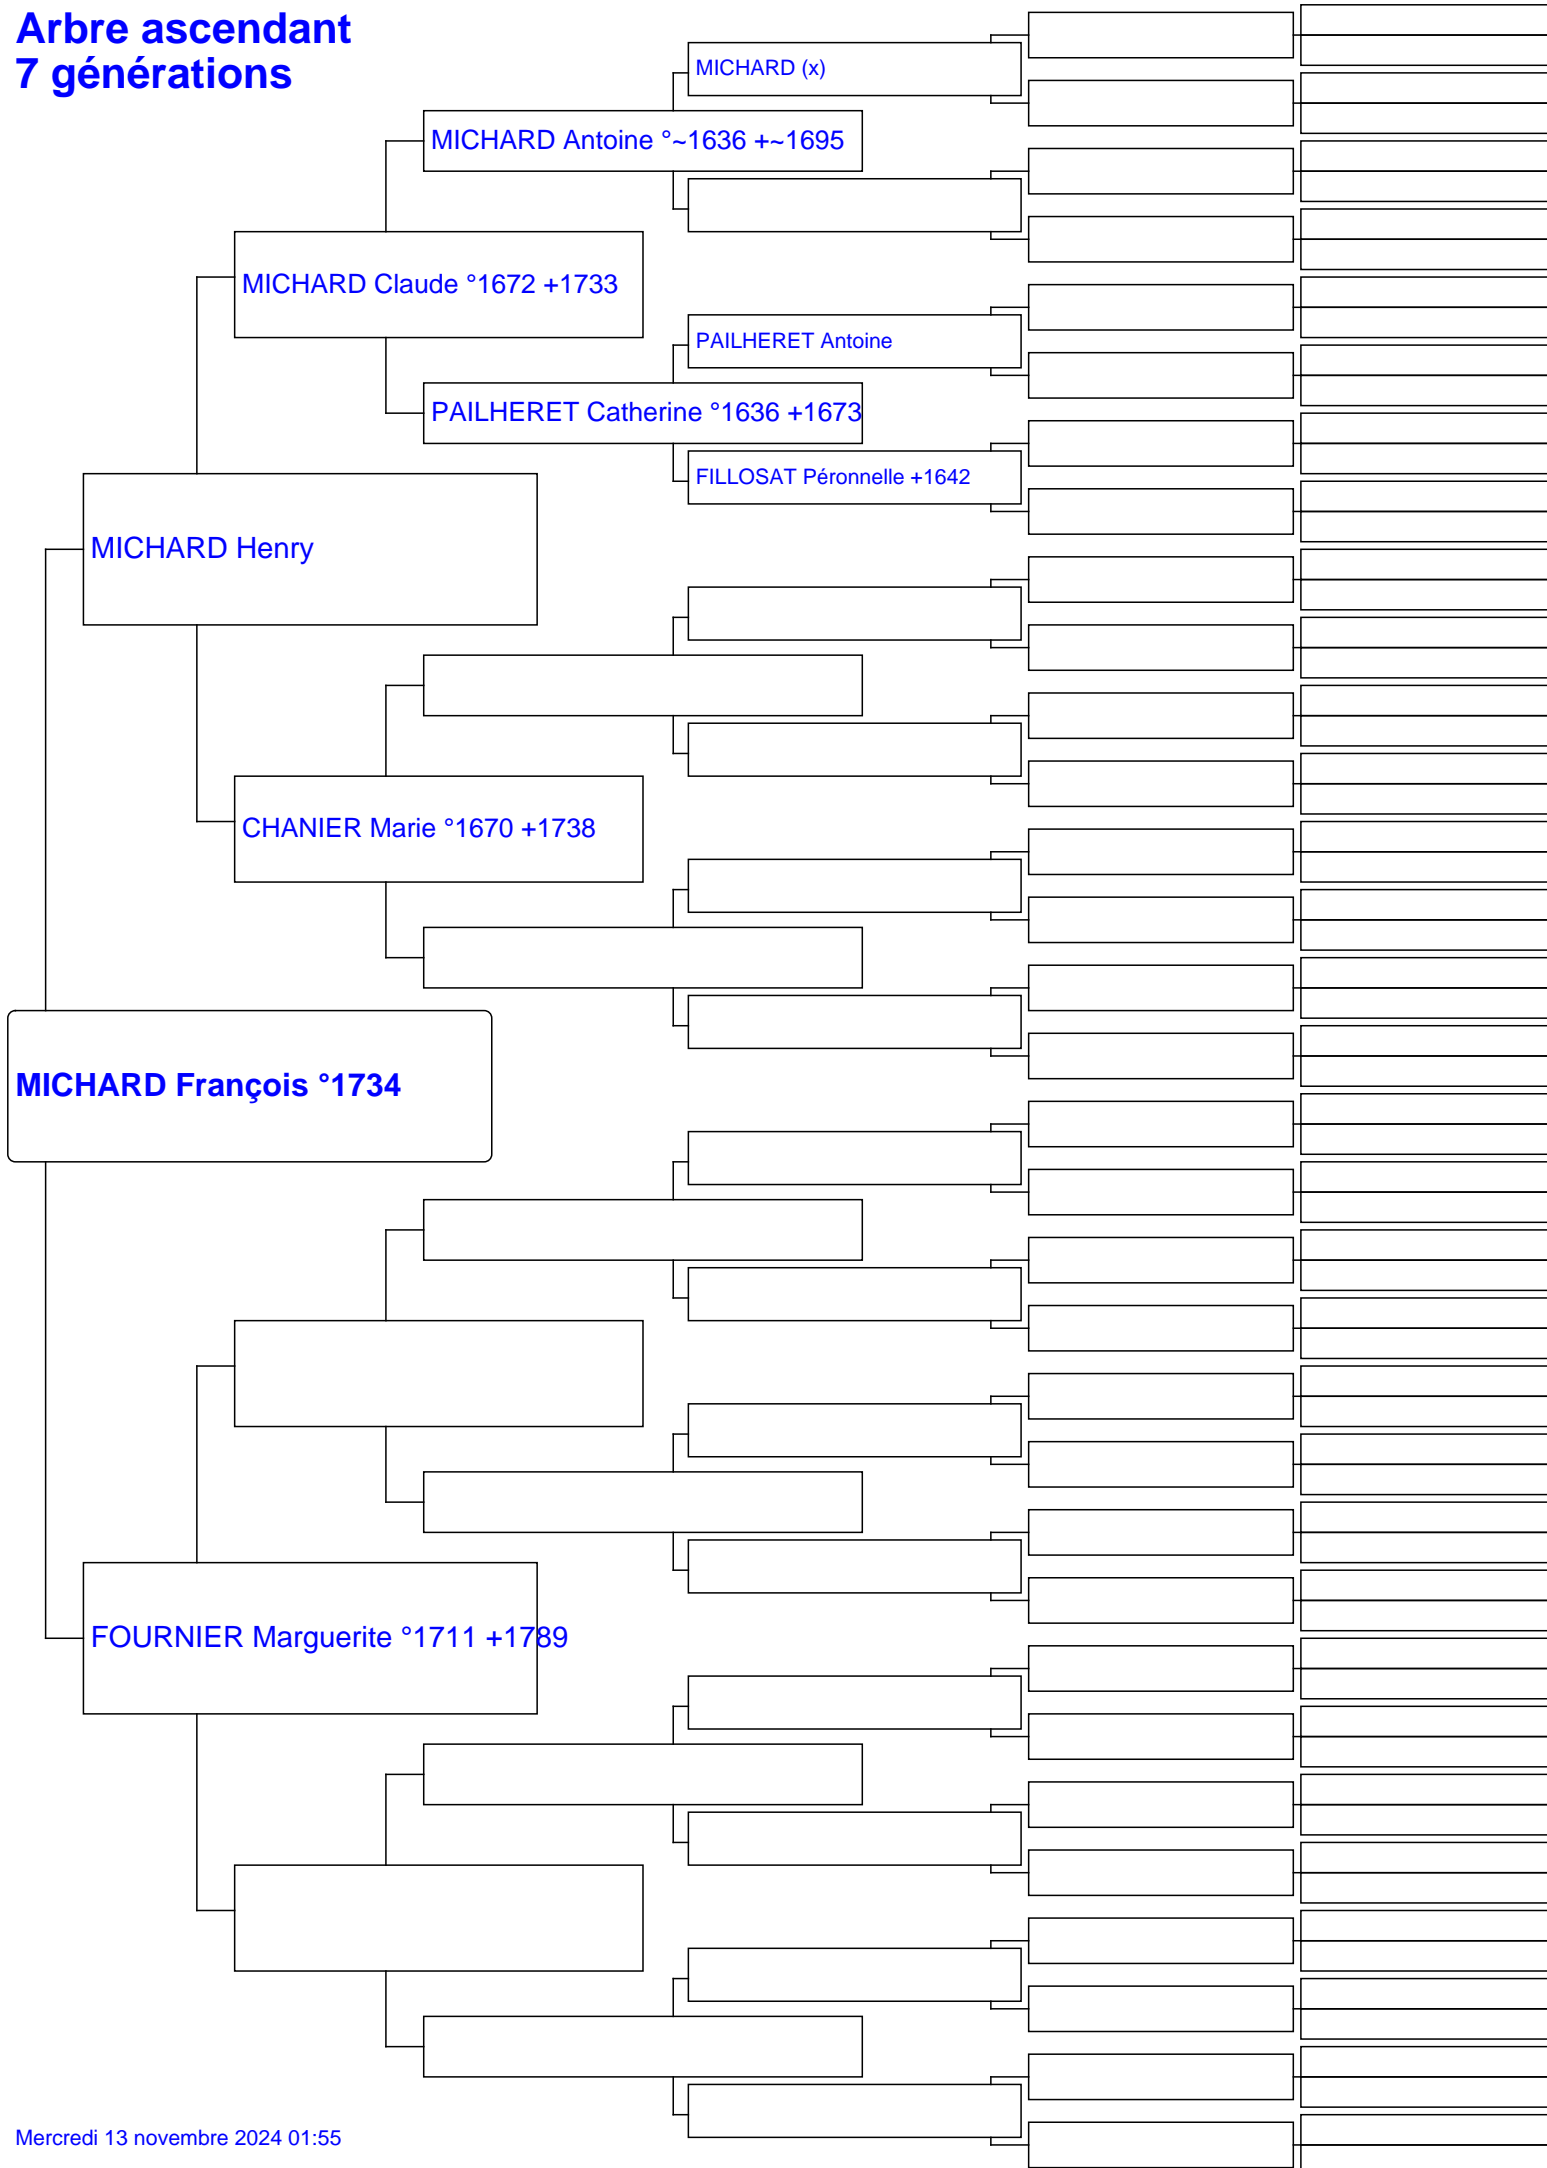 Arbre ascendant
7 générations
MICHARD (x)
MICHARD Antoine °~1636 +~1695
MICHARD Claude °1672 +1733
PAILHERET Antoine
PAILHERET Catherine °1636 +1673
FILLOSAT Péronnelle +1642
MICHARD Henry
CHANIER Marie °1670 +1738
MICHARD François °1734
FOURNIER Marguerite °1711 +1789
Mercredi 13 novembre 2024 01:55